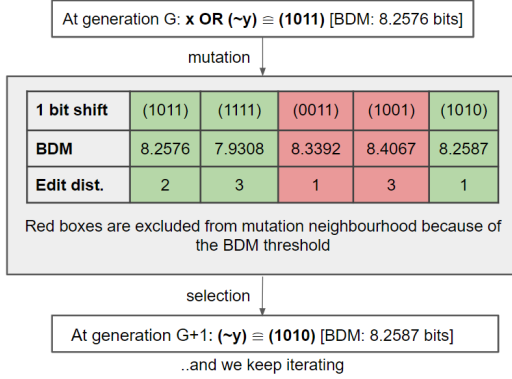 At generation G: x OR (~y) ≅ (1011) [BDM: 8.2576 bits]
mutation
1 bit shift (1011) (1111) (0011) (1001) (1010)
BDM 8.2576 7.9308 8.3392 8.4067 8.2587
Edit dist. 2 3 1 3 1
Red boxes are excluded from mutation neighbourhood because of
the BDM threshold
selection
At generation G+1: (~y) ≅ (1010) [BDM: 8.2587 bits]
..and we keep iterating